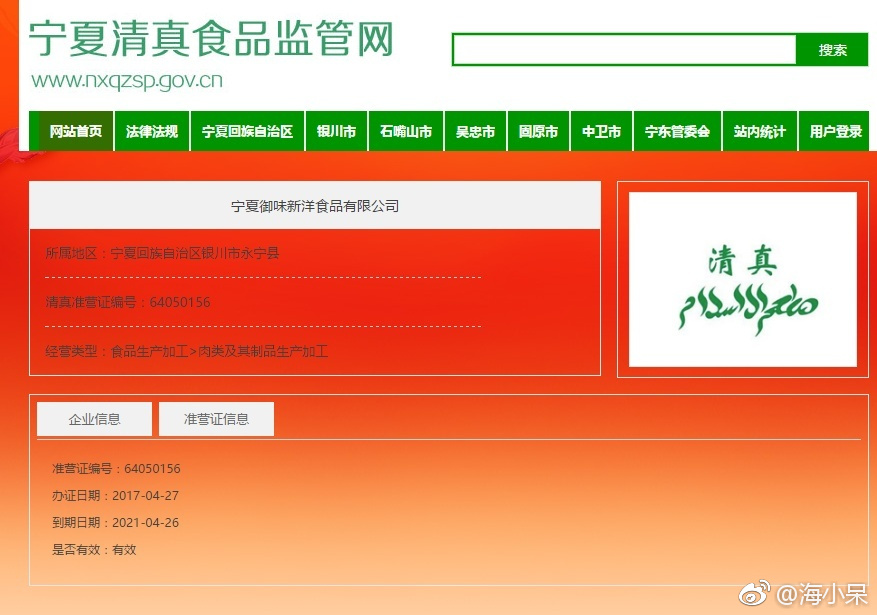 宁夏清真食品监管网
www.nxqzsp.gov.cn
搜索
网站首页 法律法规 宁夏回族自治区 银川市 石嘴山市 吴忠市 固原市 中卫市 宁东管委会 站内统计 用户登录
宁夏御味新洋食品有限公司
所属地区：宁夏回族自治区银川市永宁县
清真准营证编号：64050156
经营类型：食品生产加工>肉类及其制品生产加工
清真
企业信息 准营证信息
准营证编号：64050156
办证日期：2017-04-27
到期日期：2021-04-26
是否有效：有效
@海小呆